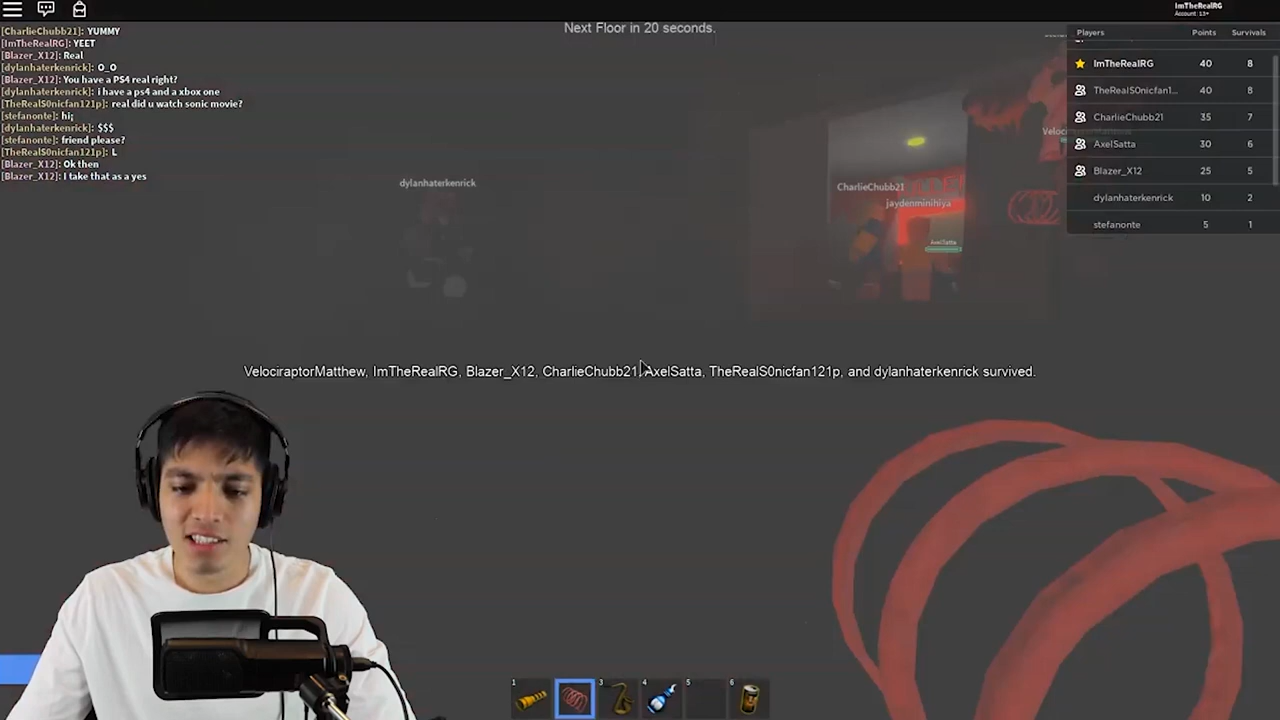 ImTheRealRG
Account: 13+
[CharlieChubb21]: YUMMY
[ImTheRealRG]: YEET
[Blazer_X12]: Real
[dylanhaterkenrick]: O_O
[Blazer_X12]: You have a PS4 real right?
[dylanhaterkenrick]: i have a ps4 and a xbox one
[TheRealS0nicfan121p]: real did u watch sonic movie?
[stefanonte]: hi;
[dylanhaterkenrick]: $$$
[stefanonte]: friend please?
[TheRealS0nicfan121p]: L
[Blazer_X12]: Ok then
[Blazer_X12]: I take that as a yes
Next Floor in 20 seconds.
Players Points Survivals
ImTheRealRG 40 8
TheRealS0nicfan1... 40 8
CharlieChubb21 35 7
AxelSatta 30 6
Blazer_X12 25 5
dylanhaterkenrick 10 2
stefanonte 5 1
dylanhaterkenrick
CharlieChubb21
jaydenminihiya
AxelSatta
VelociraptorMatthew, ImTheRealRG, Blazer_X12, CharlieChubb21, AxelSatta, TheRealS0nicfan121p, and dylanhaterkenrick survived.
1 2 3 4 5 6